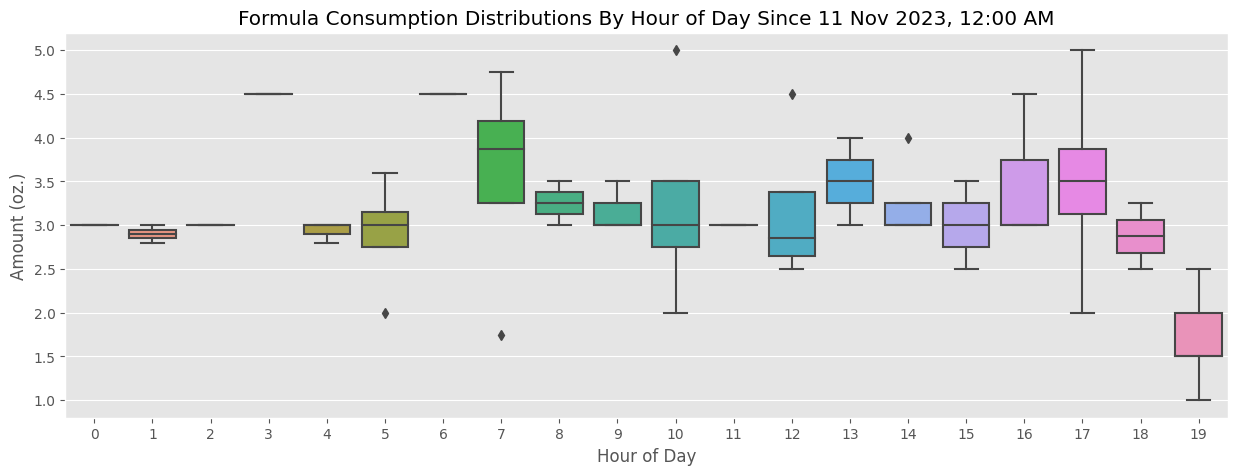 Formula Consumption Distributions By Hour of Day Since 11 Nov 2023, 12:00 AM
Amount (oz.)
5.0
4.5
4.0
3.5
3.0
2.5
2.0
1.5
1.0
0 1 2 3 4 5 6 7 8 9 10 11 12 13 14 15 16 17 18 19
Hour of Day